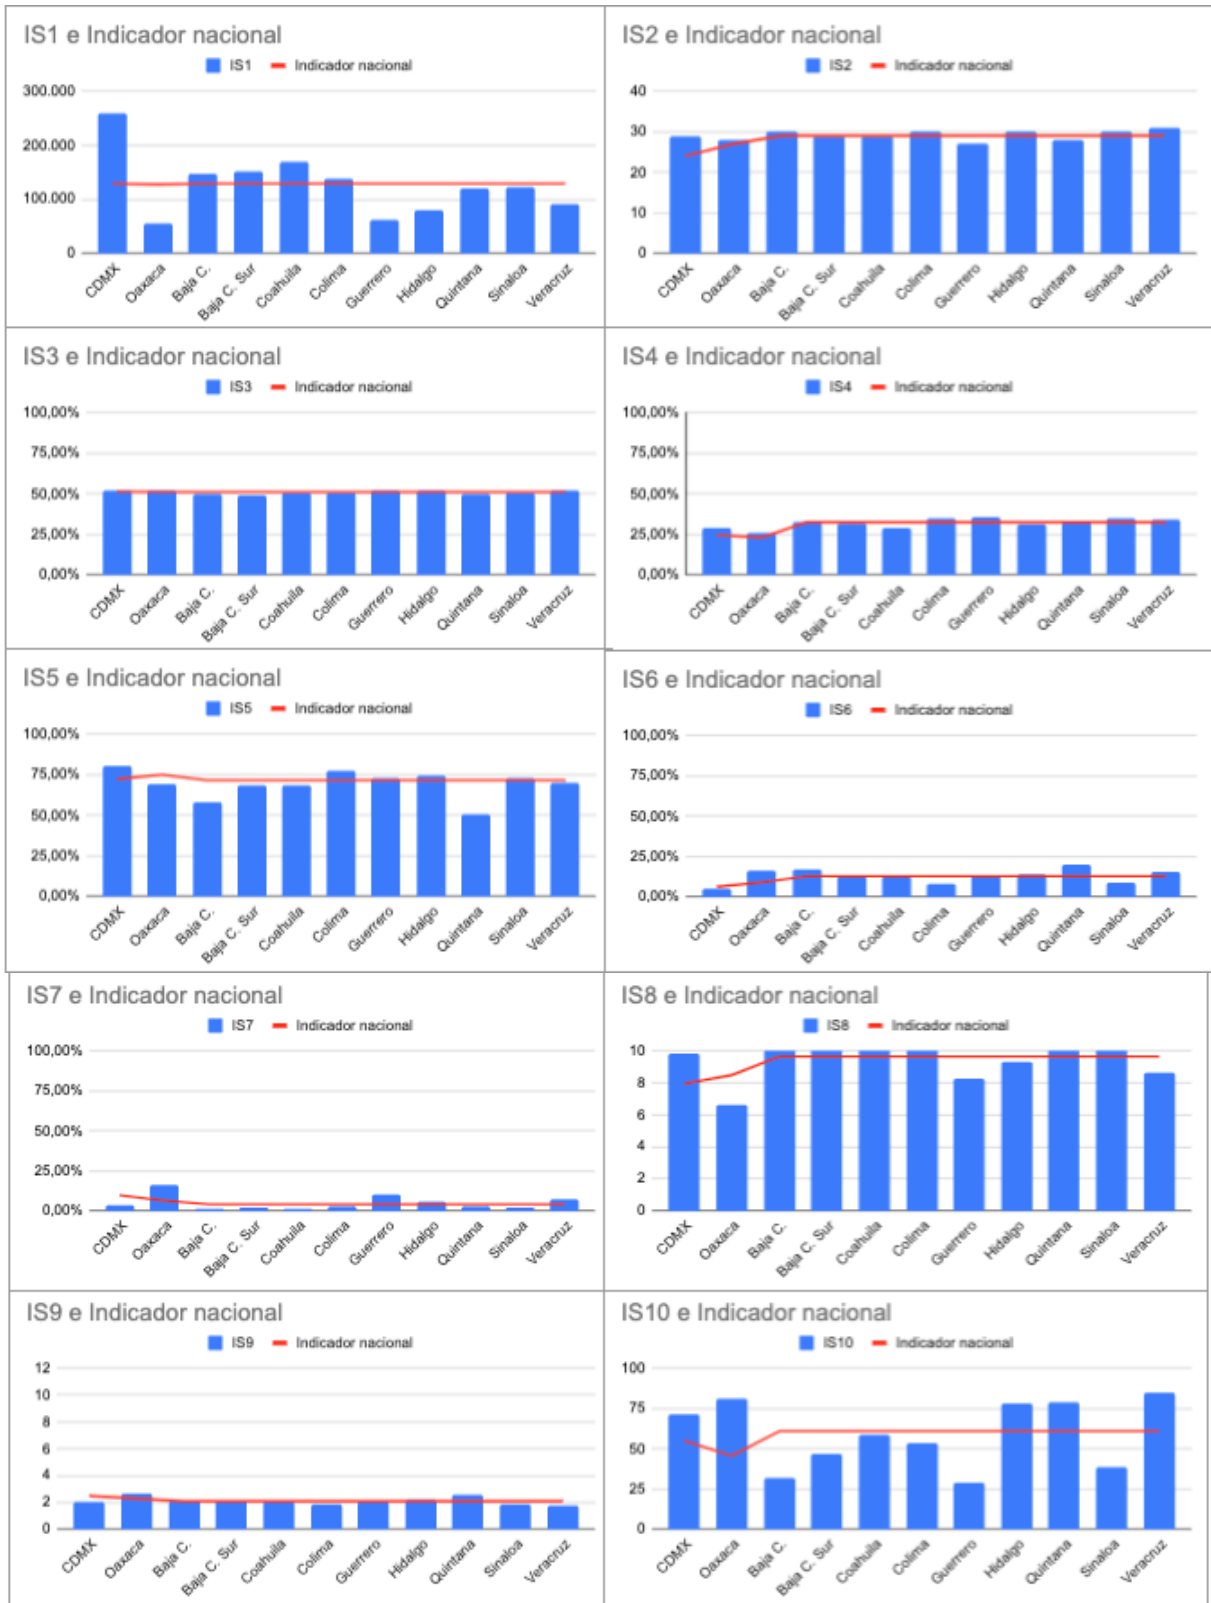 IS1 e Indicador nacional
IS1 Indicador nacional
300.000
200.000
100.000
0
CDMX Oaxaca Baja C. Baja C. Sur Coahuila Colima Guerrero Hidalgo Quintana Sinaloa Veracruz
IS2 e Indicador nacional
IS2 Indicador nacional
40
30
20
10
0
CDMX Oaxaca Baja C. Baja C. Sur Coahuila Colima Guerrero Hidalgo Quintana Sinaloa Veracruz
IS3 e Indicador nacional
IS3 Indicador nacional
100,00%
75,00%
50,00%
25,00%
0,00%
CDMX Oaxaca Baja C. Baja C. Sur Coahuila Colima Guerrero Hidalgo Quintana Sinaloa Veracruz
IS4 e Indicador nacional
IS4 Indicador nacional
100,00%
75,00%
50,00%
25,00%
0,00%
CDMX Oaxaca Baja C. Baja C. Sur Coahuila Colima Guerrero Hidalgo Quintana Sinaloa Veracruz
IS5 e Indicador nacional
IS5 Indicador nacional
100,00%
75,00%
50,00%
25,00%
0,00%
CDMX Oaxaca Baja C. Baja C. Sur Coahuila Colima Guerrero Hidalgo Quintana Sinaloa Veracruz
IS6 e Indicador nacional
IS6 Indicador nacional
100,00%
75,00%
50,00%
25,00%
0,00%
CDMX Oaxaca Baja C. Baja C. Sur Coahuila Colima Guerrero Hidalgo Quintana Sinaloa Veracruz
IS7 e Indicador nacional
IS7 Indicador nacional
100,00%
75,00%
50,00%
25,00%
0,00%
CDMX Oaxaca Baja C. Baja C. Sur Coahuila Colima Guerrero Hidalgo Quintana Sinaloa Veracruz
IS8 e Indicador nacional
IS8 Indicador nacional
10
8
6
4
2
0
CDMX Oaxaca Baja C. Baja C. Sur Coahuila Colima Guerrero Hidalgo Quintana Sinaloa Veracruz
IS9 e Indicador nacional
IS9 Indicador nacional
12
10
8
6
4
2
0
CDMX Oaxaca Baja C. Baja C. Sur Coahuila Colima Guerrero Hidalgo Quintana Sinaloa Veracruz
IS10 e Indicador nacional
IS10 Indicador nacional
100
75
50
25
0
CDMX Oaxaca Baja C. Baja C. Sur Coahuila Colima Guerrero Hidalgo Quintana Sinaloa Veracruz